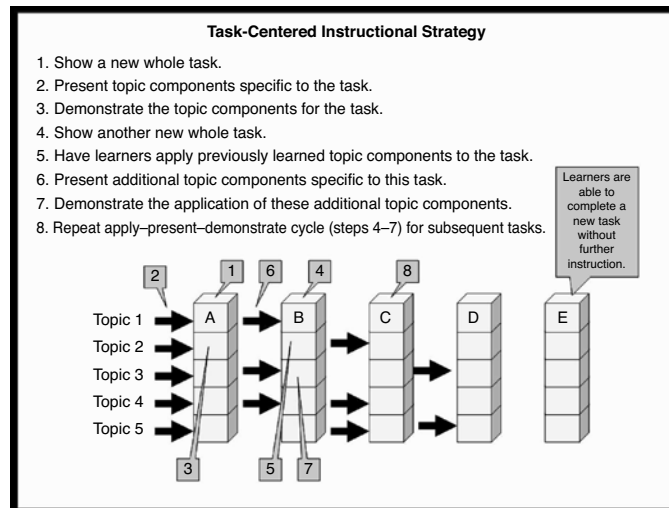 Task-Centered Instructional Strategy
1. Show a new whole task.
2. Present topic components specific to the task.
3. Demonstrate the topic components for the task.
4. Show another new whole task.
5. Have learners apply previously learned topic components to the task.
6. Present additional topic components specific to this task.
7. Demonstrate the application of these additional topic components.
8. Repeat apply–present–demonstrate cycle (steps 4–7) for subsequent tasks.
Learners are
able to
complete a
new task
without
further
instruction.
2
1
6
4
8
Topic 1
A
B
C
D
E
Topic 2
Topic 3
Topic 4
Topic 5
3
5
7